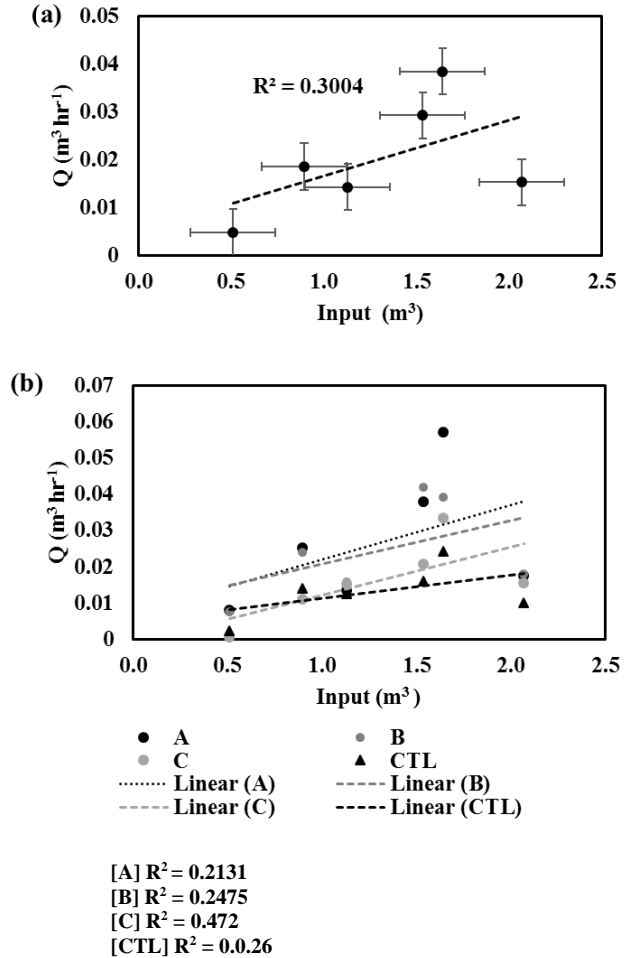 (a)
0.05
0.04
0.03
0.02
0.01
0
Q (m³ hr⁻¹)
R² = 0.3004
0.0 0.5 1.0 1.5 2.0 2.5
Input (m³)
(b)
0.07
0.06
0.05
0.04
0.03
0.02
0.01
0
Q (m³ hr⁻¹)
0.0 0.5 1.0 1.5 2.0 2.5
Input (m³)
A B
C CTL
Linear (A) Linear (B)
Linear (C) Linear (CTL)
[A] R² = 0.2131
[B] R² = 0.2475
[C] R² = 0.472
[CTL] R² = 0.0.26